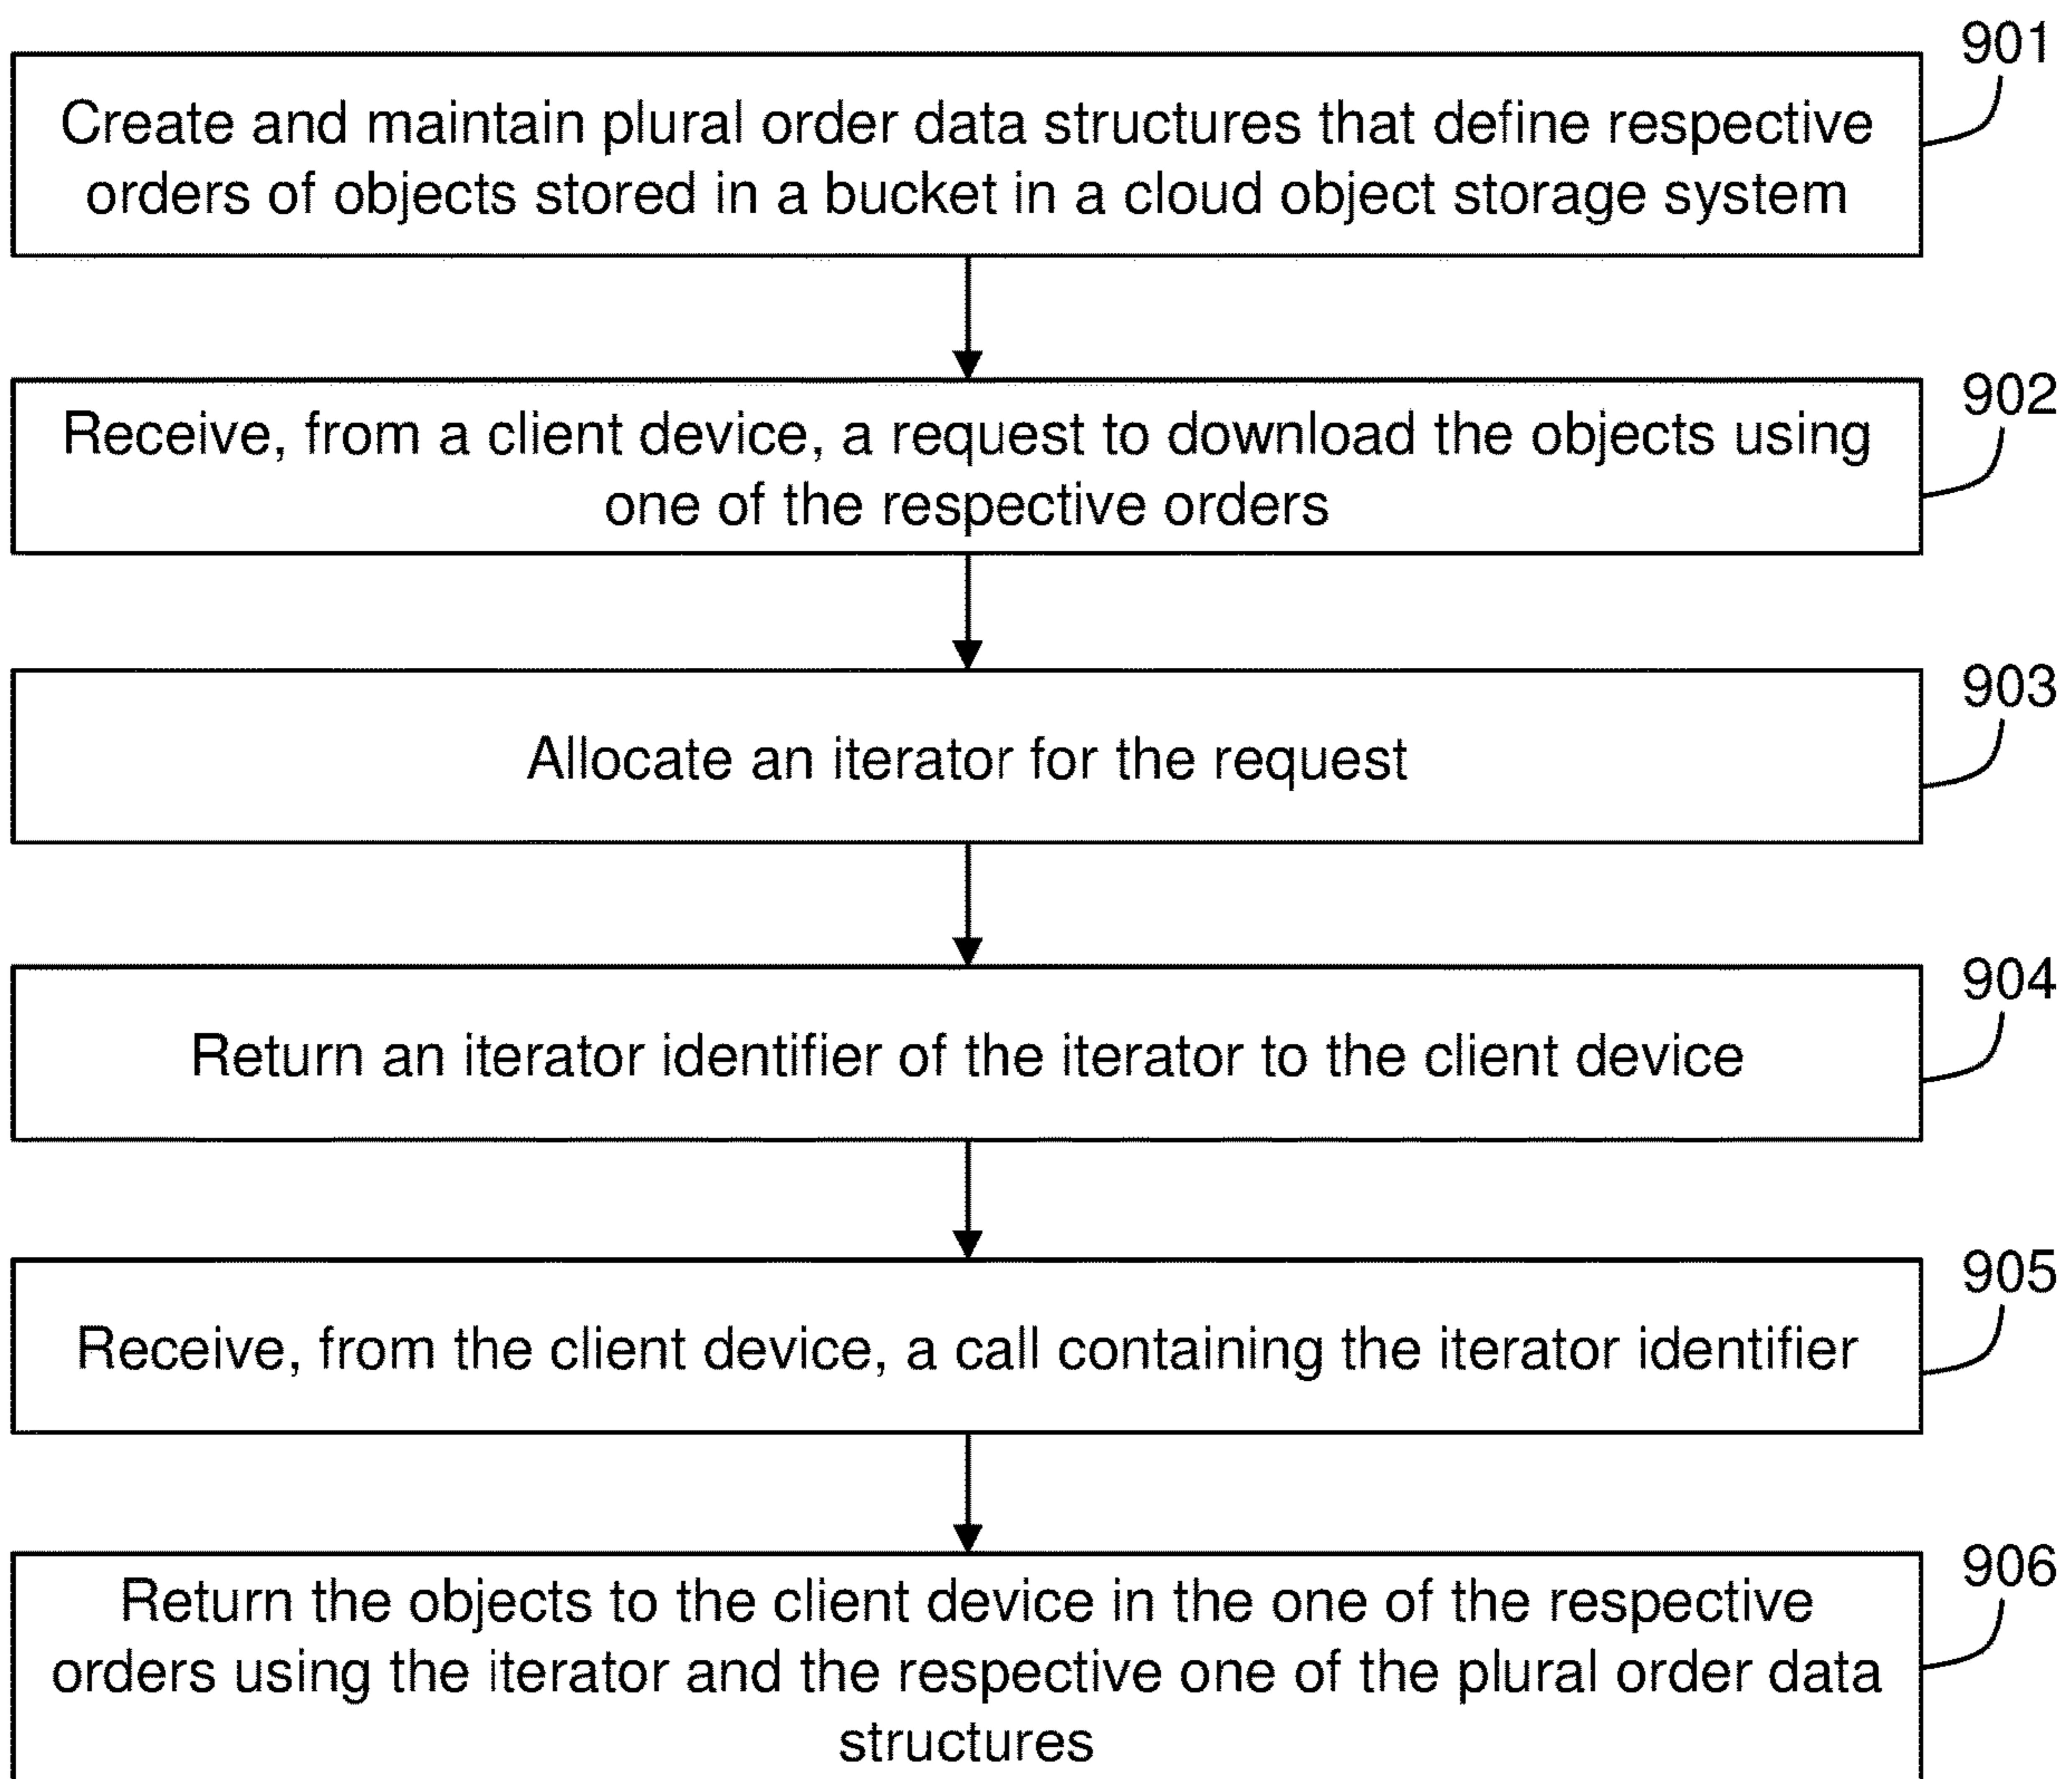 901
Create and maintain plural order data structures that define respective
orders of objects stored in a bucket in a cloud object storage system
902
Receive, from a client device, a request to download the objects using
one of the respective orders
903
Allocate an iterator for the request
904
Return an iterator identifier of the iterator to the client device
905
Receive, from the client device, a call containing the iterator identifier
906
Return the objects to the client device in the one of the respective
orders using the iterator and the respective one of the plural order data
structures